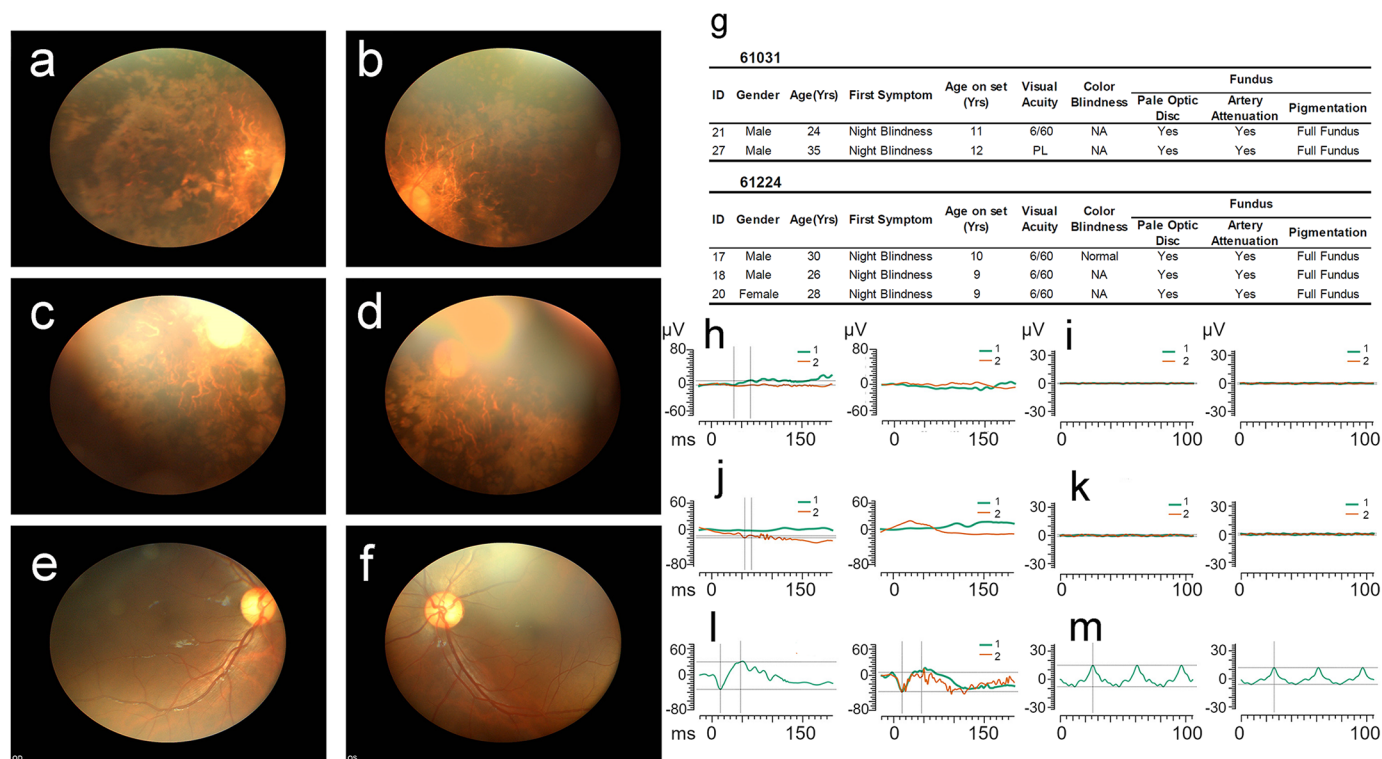 a
b
c
d
e
f
OD
OS
g
61031
ID Gender Age(Yrs) First Symptom Age on set (Yrs) Visual Acuity Color Blindness Fundus
Pale Optic Disc Artery Attenuation Pigmentation
21 Male 24 Night Blindness 11 6/60 NA Yes Yes Full Fundus
27 Male 35 Night Blindness 12 PL NA Yes Yes Full Fundus
61224
ID Gender Age(Yrs) First Symptom Age on set (Yrs) Visual Acuity Color Blindness Fundus
Pale Optic Disc Artery Attenuation Pigmentation
17 Male 30 Night Blindness 10 6/60 Normal Yes Yes Full Fundus
18 Male 26 Night Blindness 9 6/60 NA Yes Yes Full Fundus
20 Female 28 Night Blindness 9 6/60 NA Yes Yes Full Fundus
µV h µV µV i µV
80 1 80 1 30 1 30 1
2 2 2 2
0 0 0 0
-60 -60 -30 -30
ms 0 150 0 150 0 100 0 100
j k
60 1 60 1 30 1 30 1
2 2 2 2
0 0 0 0
-80 -80 -30 -30
ms 0 150 0 150 0 100 0 100
l m
60 60 1 30 30
2
0 0 0 0
-80 -80 -30 -30
ms 0 150 0 150 0 100 0 100